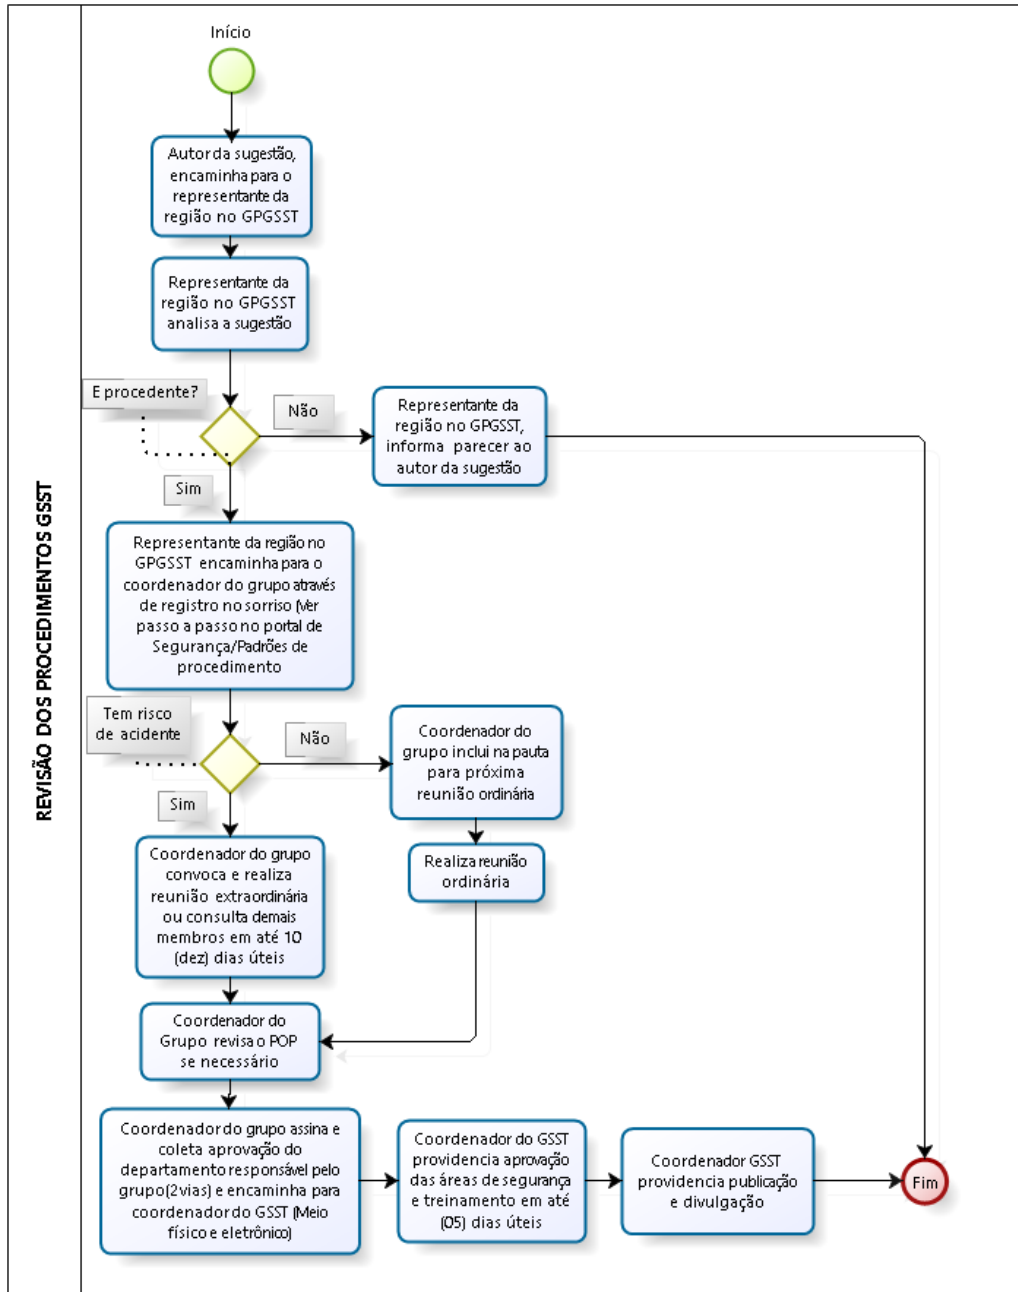 REVISÃO DOS PROCEDIMENTOS GSST
Início
Autor da sugestão,
encaminha para o
representante da
região no GPGSST
Representante da
região no GPGSST
analisa a sugestão
E procedente?
Não
Representante da
região no GPGSST,
informa parecer ao
autor da sugestão
Sim
Representante da região no
GPGSST encaminha para o
coordenador do grupo através
de registro no sorriso (Ver
passo a passo no portal de
Segurança/Padrões de
procedimento
Tem risco
de acidente
Não
Coordenador do
grupo inclui na pauta
para próxima
reunião ordinária
Sim
Coordenador do grupo
convoca e realiza
reunião extraordinária
ou consulta demais
membros em até 10
(dez) dias úteis
Realiza reunião
ordinária
Coordenador do
Grupo revisa o POP
se necessário
Coordenador do grupo assina e
coleta aprovação do
departamento responsável pelo
grupo(2vias) e encaminha para
coordenador do GSST (Meio
físico e eletrônico)
Coordenador do GSST
providencia aprovação
das áreas de segurança
e treinamento em até
(05) dias úteis
Coordenador GSST
providencia publicação
e divulgação
Fim